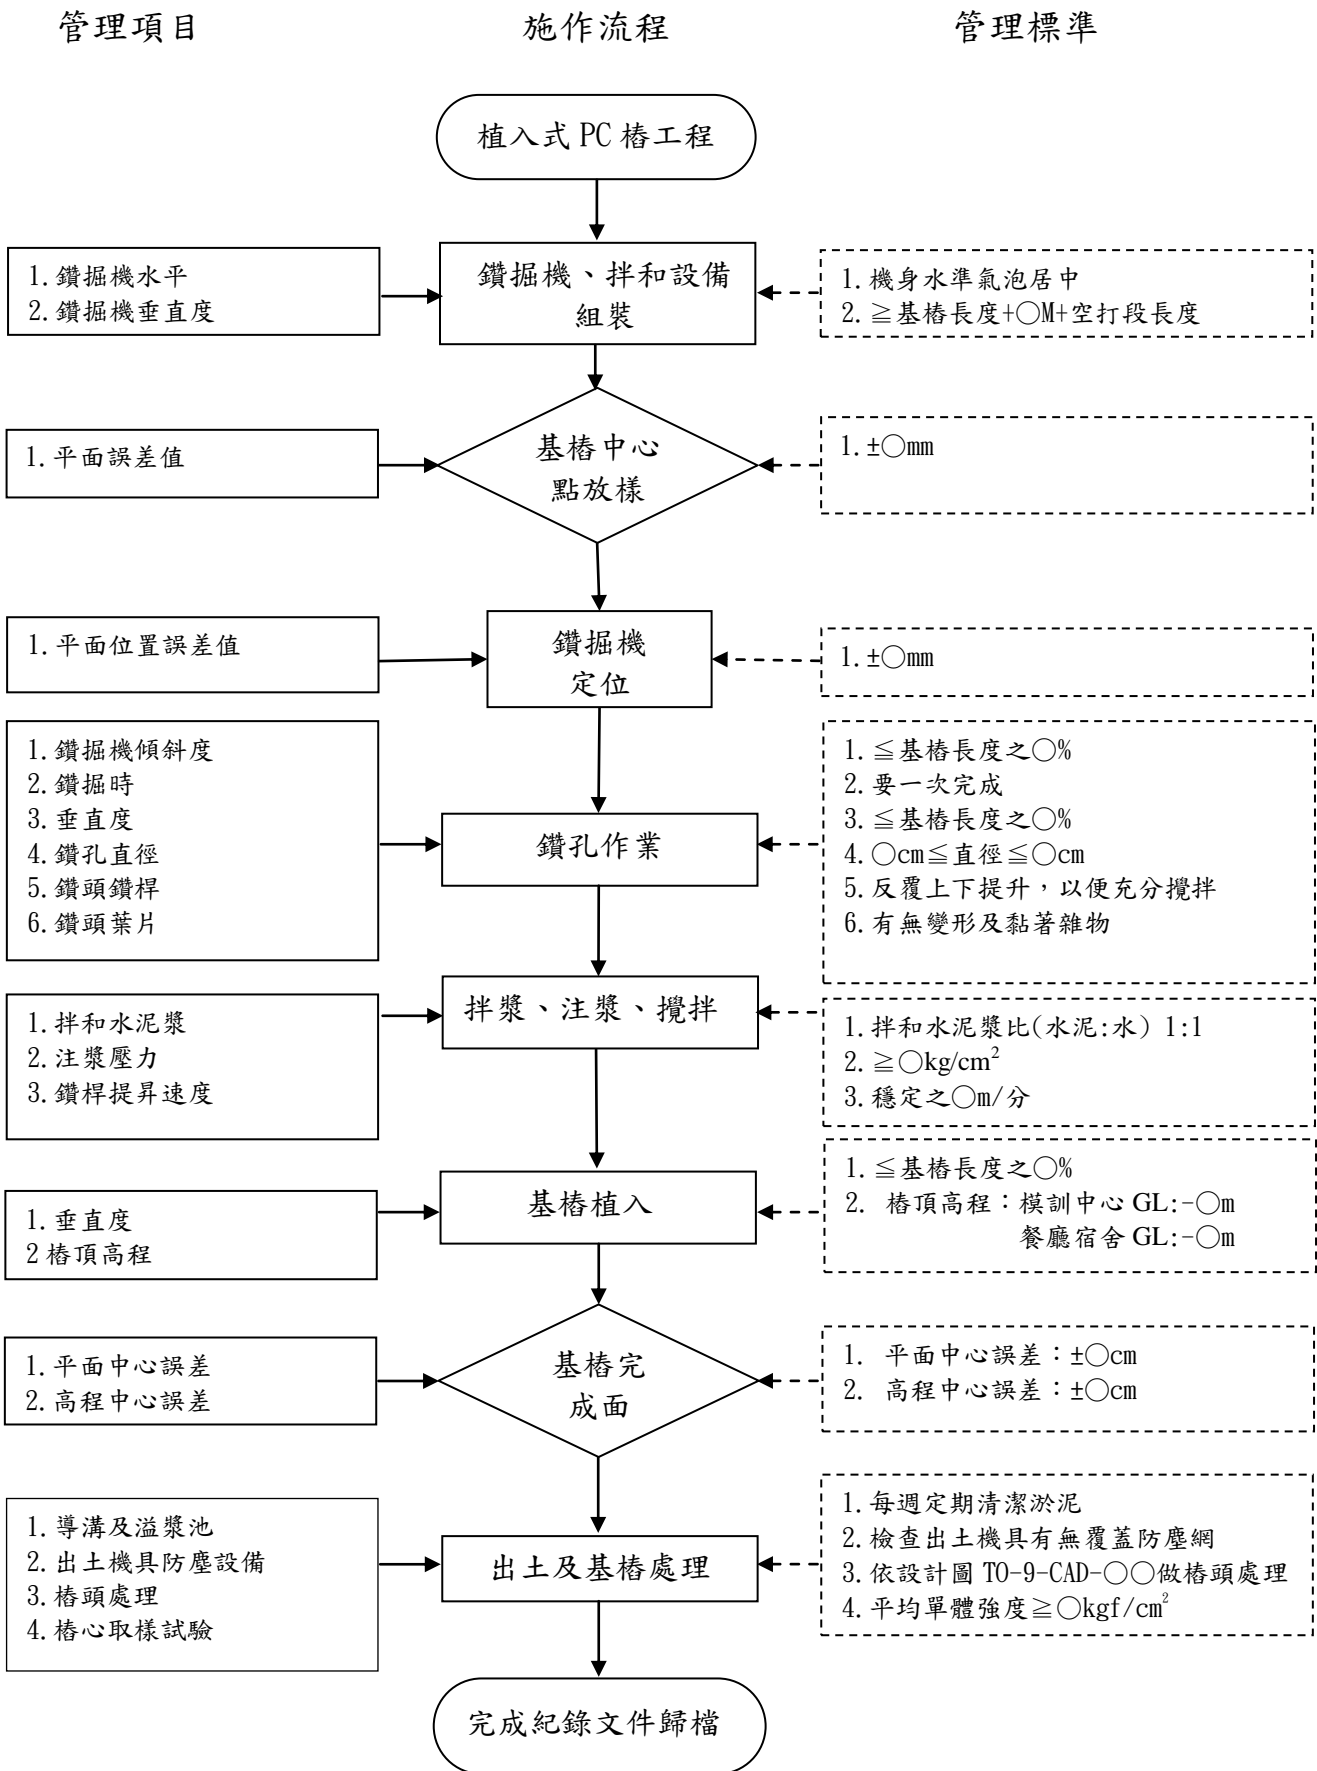 管理項目
施作流程
管理標準
植入式 PC 樁工程
1.鑽掘機水平
2.鑽掘機垂直度
鑽掘機、拌和設備
組裝
1.機身水準氣泡居中
2.≧基樁長度+○M+空打段長度
1.平面誤差值
基樁中心
點放樣
1.±○mm
1.平面位置誤差值
鑽掘機
定位
1.±○mm
1.鑽掘機傾斜度
2.鑽掘時
3.垂直度
4.鑽孔直徑
5.鑽頭鑽桿
6.鑽頭葉片
鑽孔作業
1.≦基樁長度之○%
2.要一次完成
3.≦基樁長度之○%
4.○cm≦直徑≦○cm
5.反覆上下提升，以便充分攪拌
6.有無變形及黏著雜物
1.拌和水泥漿
2.注漿壓力
3.鑽桿提昇速度
拌漿、注漿、攪拌
1.拌和水泥漿比(水泥:水) 1:1
2.≧○kg/cm²
3.穩定之○m/分
1.垂直度
2 樁頂高程
基樁植入
1.≦基樁長度之○%
2. 樁頂高程：模訓中心 GL:-○m
餐廳宿舍 GL:-○m
1.平面中心誤差
2.高程中心誤差
基樁完
成面
1. 平面中心誤差：±○cm
2. 高程中心誤差：±○cm
1.導溝及溢漿池
2.出土機具防塵設備
3.樁頭處理
4.樁心取樣試驗
出土及基樁處理
1.每週定期清潔淤泥
2.檢查出土機具有無覆蓋防塵網
3.依設計圖 TO-9-CAD-○○做樁頭處理
4.平均單體強度≧○kgf/cm²
完成紀錄文件歸檔